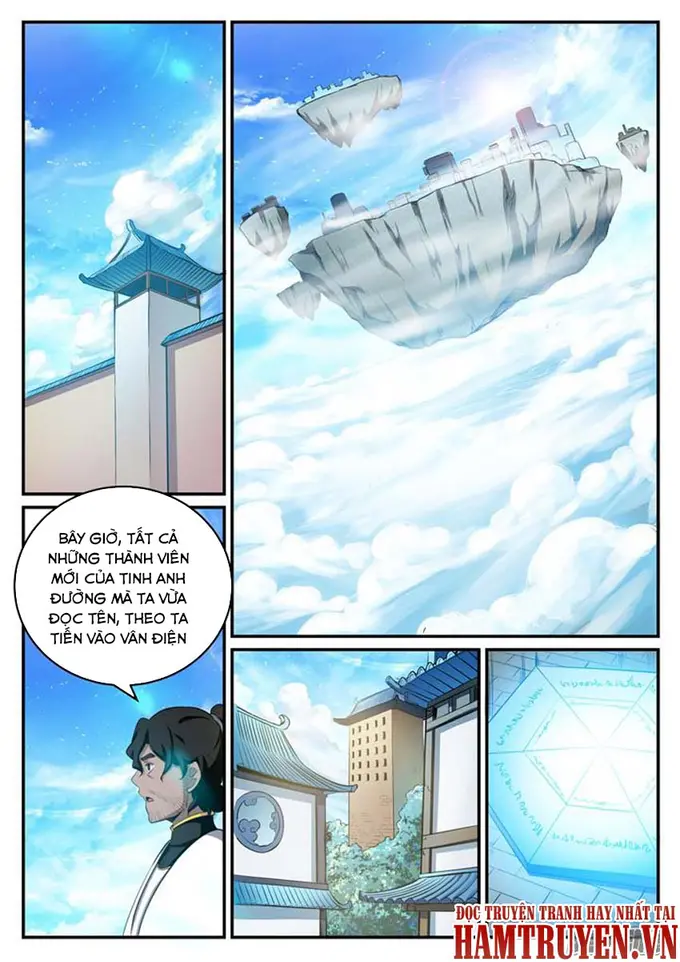 BÂY GIỜ, TẤT CẢ
NHỮNG THÀNH VIÊN
MỚI CỦA TINH ANH
ĐƯỜNG MÃ TA VỪA
ĐỌC TÊN, THEO TA
TIẾN VÀO VÂN ĐIỆN
ĐỌC TRUYỆN TRANH HAY NHẤT TẠI
HAMTRUYEN.VN